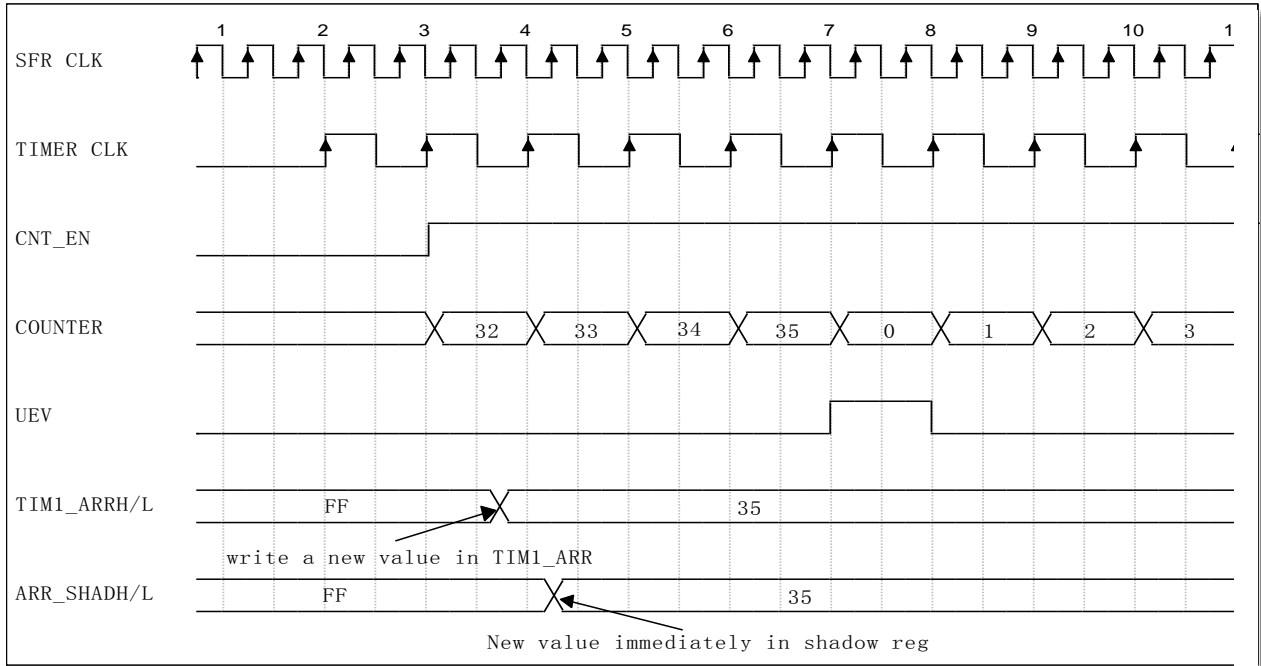 1 2 3 4 5 6 7 8 9 10 1
SFR CLK
TIMER CLK
CNT_EN
COUNTER 32 33 34 35 0 1 2 3
UEV
TIM1_ARRH/L FF 35
write a new value in TIM1_ARR
ARR_SHADH/L FF 35
New value immediately in shadow reg